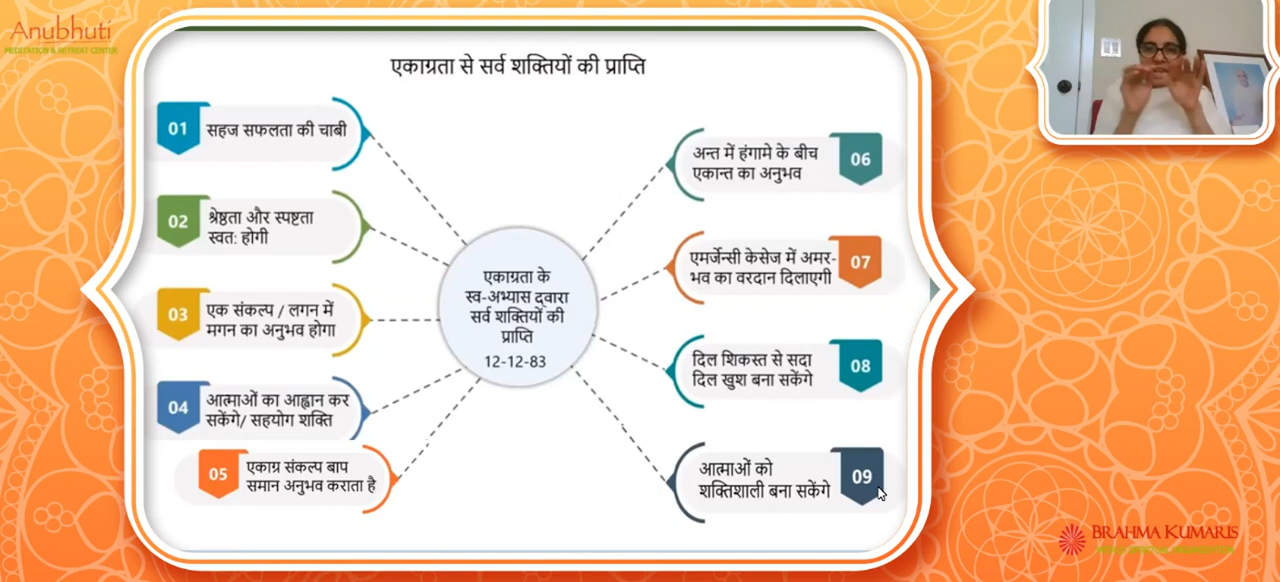 Anubhuti
MEDITATION & RETREAT CENTER
एकाग्रता से सर्व शक्तियों की प्राप्ति
01
सहज सफलता की चाबी
02
श्रेष्ठता और स्पष्टता
स्वत: होगी
03
एक संकल्प / लगन में
मगन का अनुभव होगा
04
आत्माओं का आह्वान कर
सकेंगे/ सहयोग शक्ति
05
एकाग्र संकल्प बाप
समान अनुभव कराता है
एकाग्रता के
स्व-अभ्यास द्वारा
सर्व शक्तियों की
प्राप्ति
12-12-83
अन्त में हंगामे के बीच
एकान्त का अनुभव
06
एमर्जेन्सी केसेज में अमर-
भव का वरदान दिलाएगी
07
दिल शिकस्त से सदा
दिल खुश बना सकेंगे
08
आत्माओं को
शक्तिशाली बना सकेंगे
09
BRAHMA KUMARIS